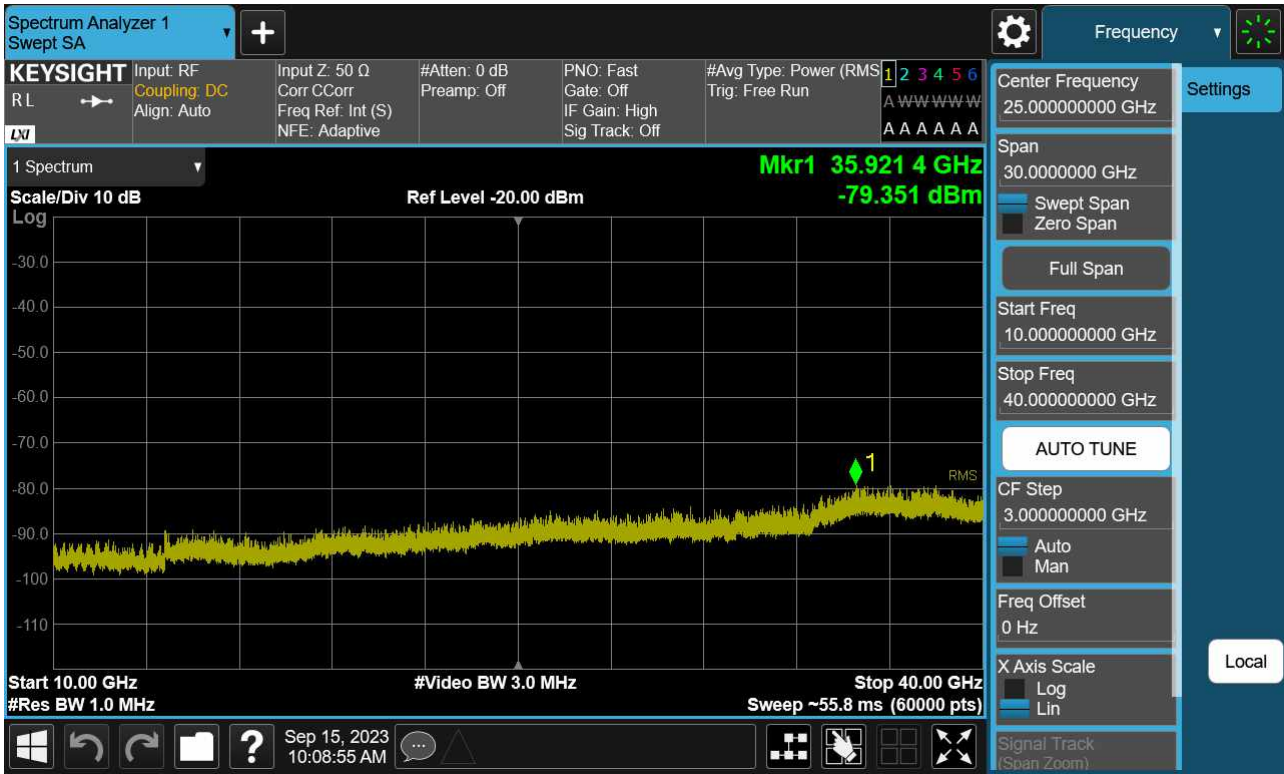 Spectrum Analyzer 1
Swept SA
+
Frequency
KEYSIGHT
RL
LXI
Input: RF
Coupling: DC
Align: Auto
Input Z: 50 Ω
Corr CCorr
Freq Ref: Int (S)
NFE: Adaptive
#Atten: 0 dB
Preamp: Off
PNO: Fast
Gate: Off
IF Gain: High
Sig Track: Off
#Avg Type: Power (RMS
Trig: Free Run
1 2 3 4 5 6
A W W W W W
A A A A A A
1 Spectrum
Mkr1 35.921 4 GHz
Scale/Div 10 dB
Ref Level -20.00 dBm
-79.351 dBm
Log
-30.0
-40.0
-50.0
-60.0
-70.0
-80.0
-90.0
-100
-110
1
RMS
Start 10.00 GHz
#Video BW 3.0 MHz
Stop 40.00 GHz
#Res BW 1.0 MHz
Sweep ~55.8 ms (60000 pts)
?
Sep 15, 2023
10:08:55 AM
Center Frequency
25.000000000 GHz
Settings
Span
30.0000000 GHz
Swept Span
Zero Span
Full Span
Start Freq
10.000000000 GHz
Stop Freq
40.000000000 GHz
AUTO TUNE
CF Step
3.000000000 GHz
Auto
Man
Freq Offset
0 Hz
X Axis Scale
Log
Lin
Local
Signal Track
(Span Zoom)